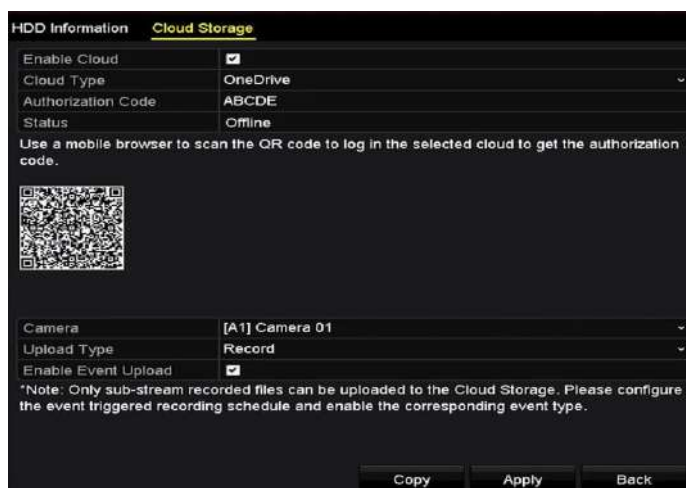 HDD Information Cloud Storage
Enable Cloud
Cloud Type OneDrive
Authorization Code ABCDE
Status Offline
Use a mobile browser to scan the QR code to log in the selected cloud to get the authorization
code.
Camera [A1] Camera 01
Upload Type Record
Enable Event Upload
*Note: Only sub-stream recorded files can be uploaded to the Cloud Storage. Please configure
the event triggered recording schedule and enable the corresponding event type.
Copy Apply Back